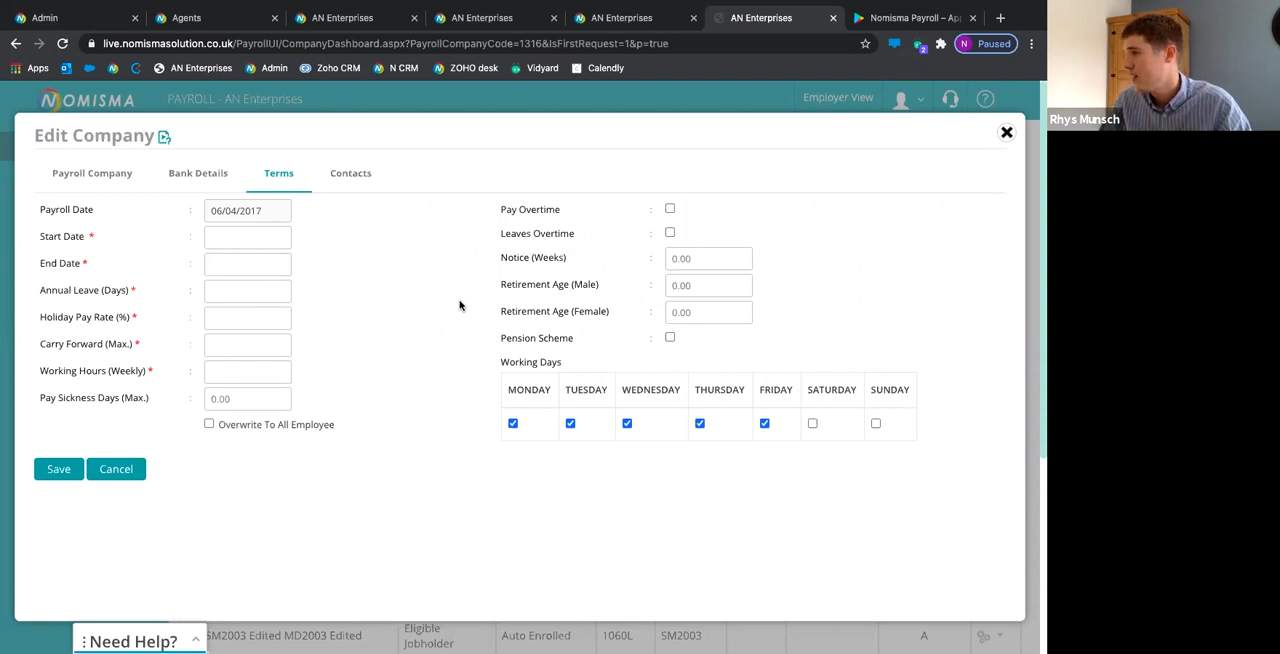 Admin
Agents
AN Enterprises
AN Enterprises
AN Enterprises
AN Enterprises
Nomisma Payroll – Ap
live.nomismasolution.co.uk/PayrollUI/CompanyDashboard.aspx?PayrollCompanyCode=1316&IsFirstRequest=1&p=true
2
N Paused
Apps
AN Enterprises
Admin
Zoho CRM
N CRM
ZOHO desk
Vidyard
Calendly
NOMISMA
PAYROLL - AN Enterprises
Employer View
Rhys Munsch
Edit Company
Payroll Company
Bank Details
Terms
Contacts
Payroll Date : 06/04/2017
Start Date * :
End Date * :
Annual Leave (Days) * :
Holiday Pay Rate (%) * :
Carry Forward (Max.) * :
Working Hours (Weekly) * :
Pay Sickness Days (Max.) : 0.00
Overwrite To All Employee
Save
Cancel
Pay Overtime :
Leaves Overtime :
Notice (Weeks) : 0.00
Retirement Age (Male) : 0.00
Retirement Age (Female) : 0.00
Pension Scheme :
Working Days
MONDAY TUESDAY WEDNESDAY THURSDAY FRIDAY SATURDAY SUNDAY
Need Help?
SM2003 Edited MD2003 Edited
Eligible
Jobholder
Auto Enrolled
1060L
SM2003
A